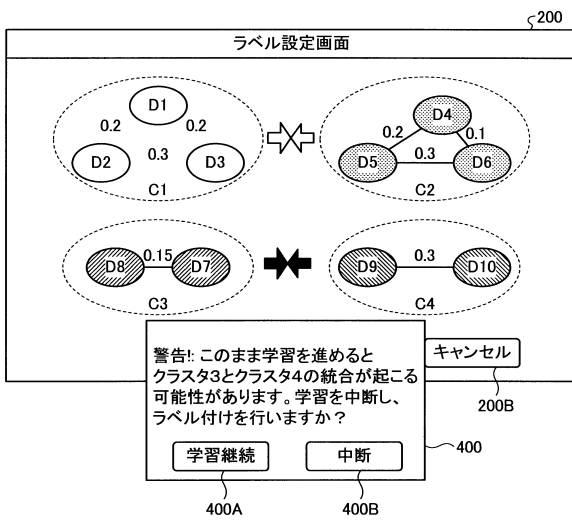 200
ラベル設定画面
D1
0.2 0.2
0.3
D2 D3
C1
D4
0.2 0.1
D5 0.3 D6
C2
D8 0.15 D7
C3
D9 0.3 D10
C4
警告!: このまま学習を進めると
クラスタ3とクラスタ4の統合が起こる
可能性があります。学習を中断し、
ラベル付けを行いますか？
学習継続 中断
キャンセル
200B
400
400A 400B